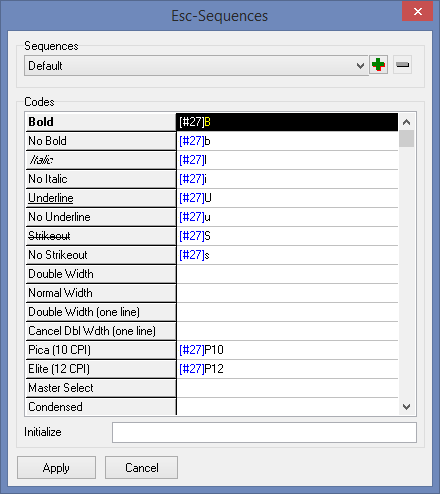 Esc-Sequences
Sequences
Default
Codes
Bold [#27]B
No Bold [#27]b
Italic [#27]I
No Italic [#27]i
Underline [#27]U
No Underline [#27]u
Strikeout [#27]S
No Strikeout [#27]s
Double Width
Normal Width
Double Width (one line)
Cancel Dbl Wdth (one line)
Pica (10 CPI) [#27]P10
Elite (12 CPI) [#27]P12
Master Select
Condensed
Initialize
Apply Cancel